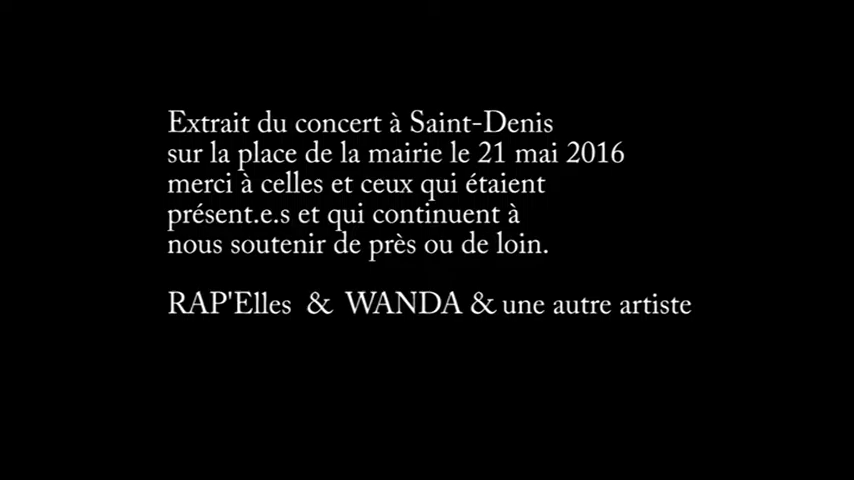 Extrait du concert à Saint-Denis
sur la place de la mairie le 21 mai 2016
merci à celles et ceux qui étaient
présent.e.s et qui continuent à
nous soutenir de près ou de loin.
RAP'Elles & WANDA & une autre artiste